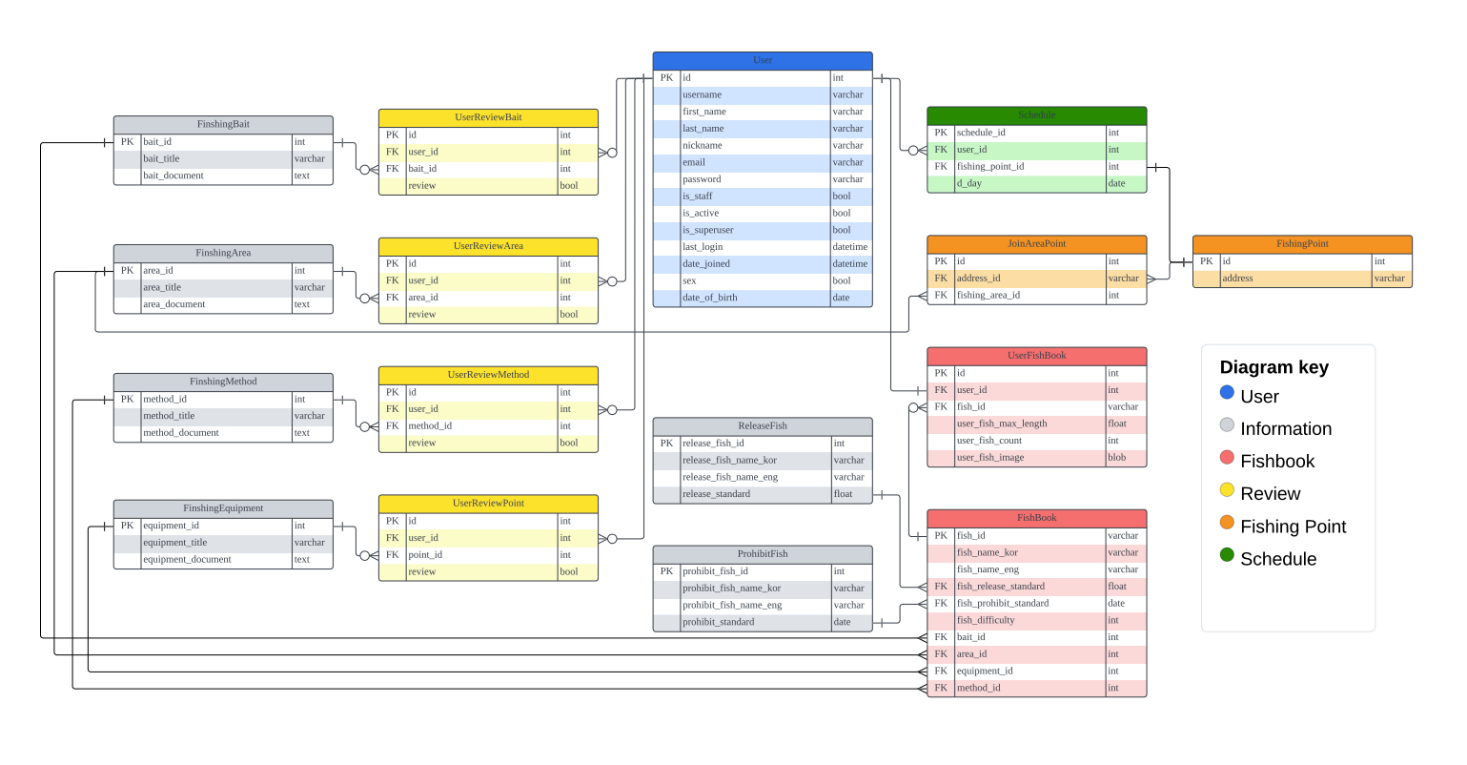 User
PK id int
username varchar
first_name varchar
last_name varchar
nickname varchar
email varchar
password varchar
is_staff bool
is_active bool
is_superuser bool
last_login datetime
date_joined datetime
sex bool
date_of_birth date
FinshingBait
PK bait_id int
bait_title varchar
bait_document text
UserReviewBait
PK id int
FK user_id int
FK bait_id int
review bool
Schedule
PK schedule_id int
FK user_id int
FK fishing_point_id int
d_day date
FinshingArea
PK area_id int
area_title varchar
area_document text
UserReviewArea
PK id int
FK user_id int
FK area_id int
review bool
JoinAreaPoint
PK id int
FK address_id varchar
FK fishing_area_id int
FishingPoint
PK id int
address varchar
FinshingMethod
PK method_id int
method_title varchar
method_document text
UserReviewMethod
PK id int
FK user_id int
FK method_id int
review bool
UserFishBook
PK id int
FK user_id int
FK fish_id varchar
user_fish_max_length float
user_fish_count int
user_fish_image blob
ReleaseFish
PK release_fish_id int
release_fish_name_kor varchar
release_fish_name_eng varchar
release_standard float
FinshingEquipment
PK equipment_id int
equipment_title varchar
equipment_document text
UserReviewPoint
PK id int
FK user_id int
FK point_id int
review bool
ProhibitFish
PK prohibit_fish_id int
prohibit_fish_name_kor varchar
prohibit_fish_name_eng varchar
prohibit_standard date
FishBook
PK fish_id varchar
fish_name_kor varchar
fish_name_eng varchar
FK fish_release_standard float
FK fish_prohibit_standard date
fish_difficulty int
FK bait_id int
FK area_id int
FK equipment_id int
FK method_id int
Diagram key
User
Information
Fishbook
Review
Fishing Point
Schedule